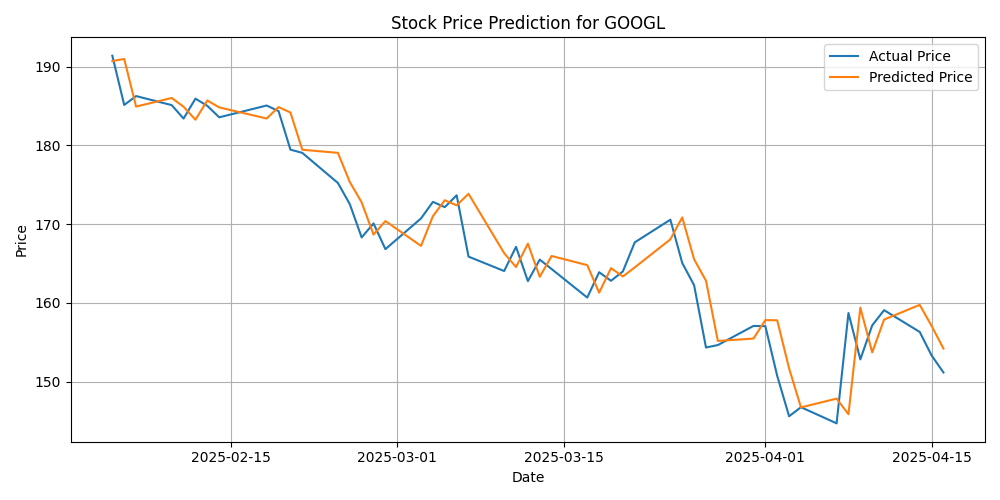 Stock Price Prediction for GOOGL
Actual Price
Predicted Price
190
180
170
160
150
Price
2025-02-15
2025-03-01
2025-03-15
2025-04-01
2025-04-15
Date